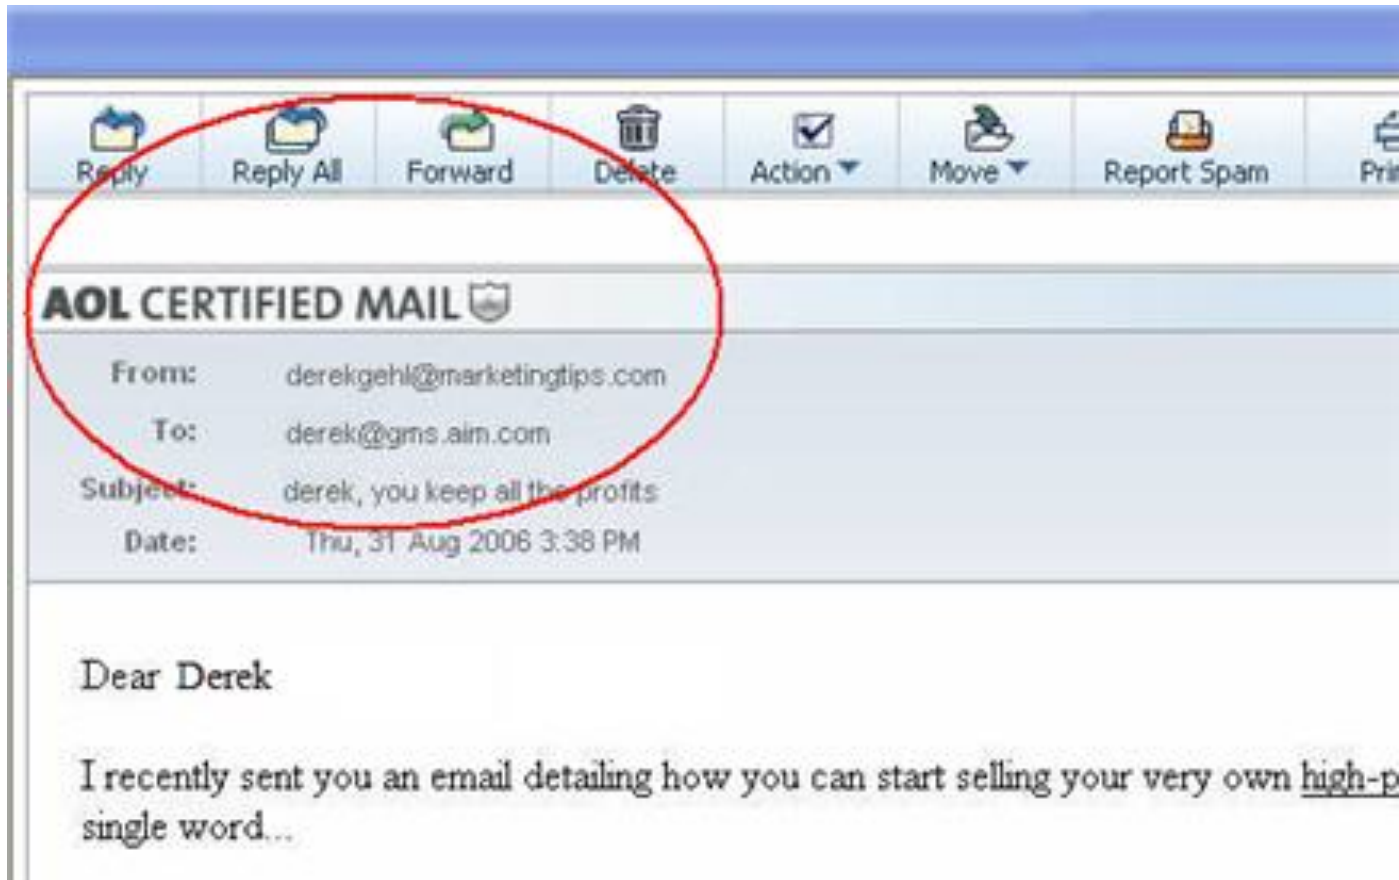 Reply Reply All Forward Delete Action Move Report Spam
AOL CERTIFIED MAIL
From: derekgehl@marketingtips.com
To: derek@gms.aim.com
Subject: derek, you keep all the profits
Date: Thu, 31 Aug 2006 3:38 PM
Dear Derek
I recently sent you an email detailing how you can start selling your very own high-p
single word...